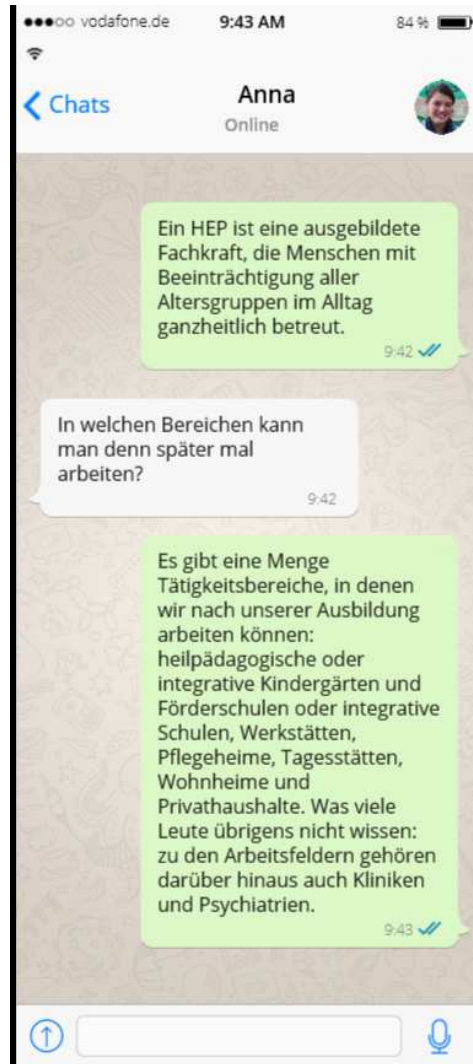 vodafone.de 9:43 AM 84 %
Chats
Anna
Online
Ein HEP ist eine ausgebildete
Fachkraft, die Menschen mit
Beeinträchtigung aller
Altersgruppen im Alltag
ganzheitlich betreut.
9:42
In welchen Bereichen kann
man denn später mal
arbeiten?
9:42
Es gibt eine Menge
Tätigkeitsbereiche, in denen
wir nach unserer Ausbildung
arbeiten können:
heilpädagogische oder
integrative Kindergärten und
Förderschulen oder integrative
Schulen, Werkstätten,
Pflegeheime, Tagesstätten,
Wohnheime und
Privathaushalte. Was viele
Leute übrigens nicht wissen:
zu den Arbeitsfeldern gehören
darüber hinaus auch Kliniken
und Psychiatrien.
9:43